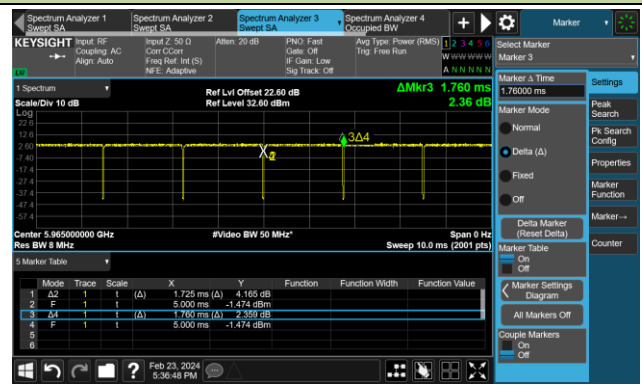 Spectrum Analyzer 1 Spectrum Analyzer 2 Spectrum Analyzer 3 Spectrum Analyzer 4 + Marker
Swept SA Swept SA Swept SA Occupied BW
KEYSIGHT Input: RF Input Z: 50 Ω Atten: 20 dB PNO: Fast Avg Type: Power (RMS) 1 2 3 4 5 6
Coupling: AC Corr CCorr Gate: Off Trig: Free Run W W W W W W
Align: Auto Freq Ref: Int (S) IF Gain: Low A N N N N N
NFE: Adaptive Sig Track: Off
LU
Select Marker
Marker 3
1 Spectrum Ref Lvl Offset 22.60 dB ΔMkr3 1.760 ms
Scale/Div 10 dB Ref Level 32.60 dBm 2.36 dB
Log
22.6
12.6
2.60
-7.40
-17.4
-27.4
-37.4
-47.4
-57.4
3Δ4
Center 5.965000000 GHz #Video BW 50 MHz* Span 0 Hz
Res BW 8 MHz Sweep 10.0 ms (2001 pts)
5 Marker Table
Mode Trace Scale X Y Function Function Width Function Value
1 Δ2 1 t (Δ) 1.725 ms (Δ) 4.165 dB
2 F 1 t 5.000 ms -1.474 dBm
3 Δ4 1 t (Δ) 1.760 ms (Δ) 2.359 dB
4 F 1 t 5.000 ms -1.474 dBm
5
6
Marker Δ Time
1.76000 ms
Marker Mode
Normal
Delta (Δ)
Fixed
Off
Delta Marker
(Reset Delta)
Marker Table
On
Off
Marker Settings
Diagram
All Markers Off
Couple Markers
On
Off
Settings
Peak
Search
Pk Search
Config
Properties
Marker
Function
Marker→
Counter
? Feb 23, 2024
5:36:48 PM